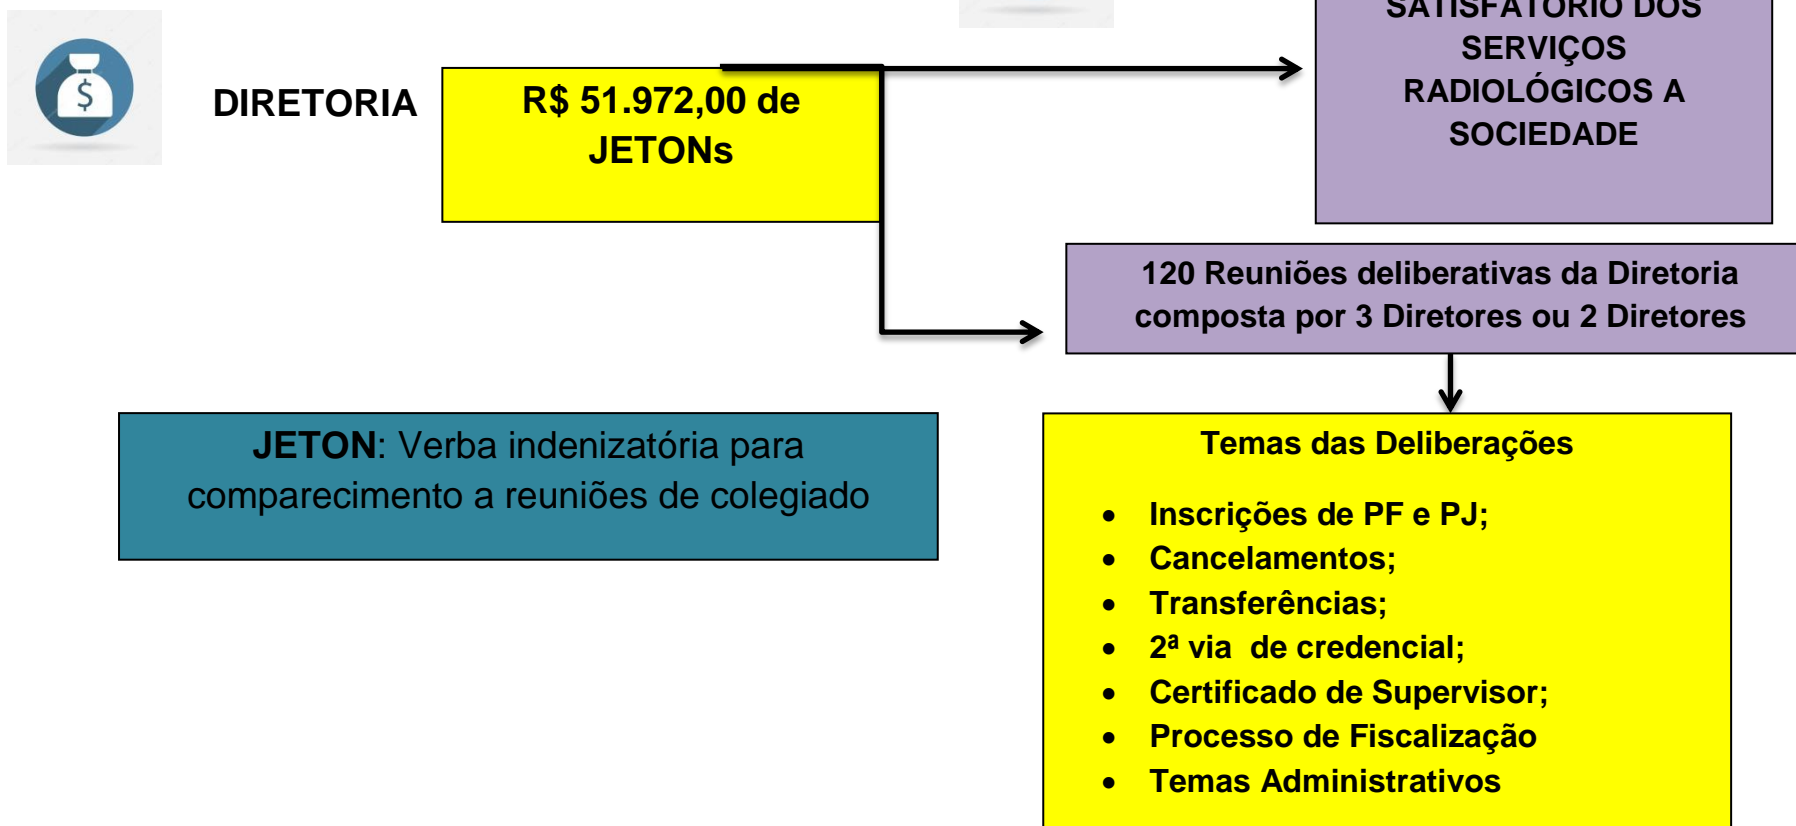 SATISFATÓRIO DOS
SERVIÇOS
RADIOLÓGICOS A
SOCIEDADE
$
DIRETORIA
R$ 51.972,00 de
JETONs
120 Reuniões deliberativas da Diretoria
composta por 3 Diretores ou 2 Diretores
JETON: Verba indenizatória para
comparecimento a reuniões de colegiado
Temas das Deliberações
• Inscrições de PF e PJ;
• Cancelamentos;
• Transferências;
• 2ª via de credencial;
• Certificado de Supervisor;
• Processo de Fiscalização
• Temas Administrativos